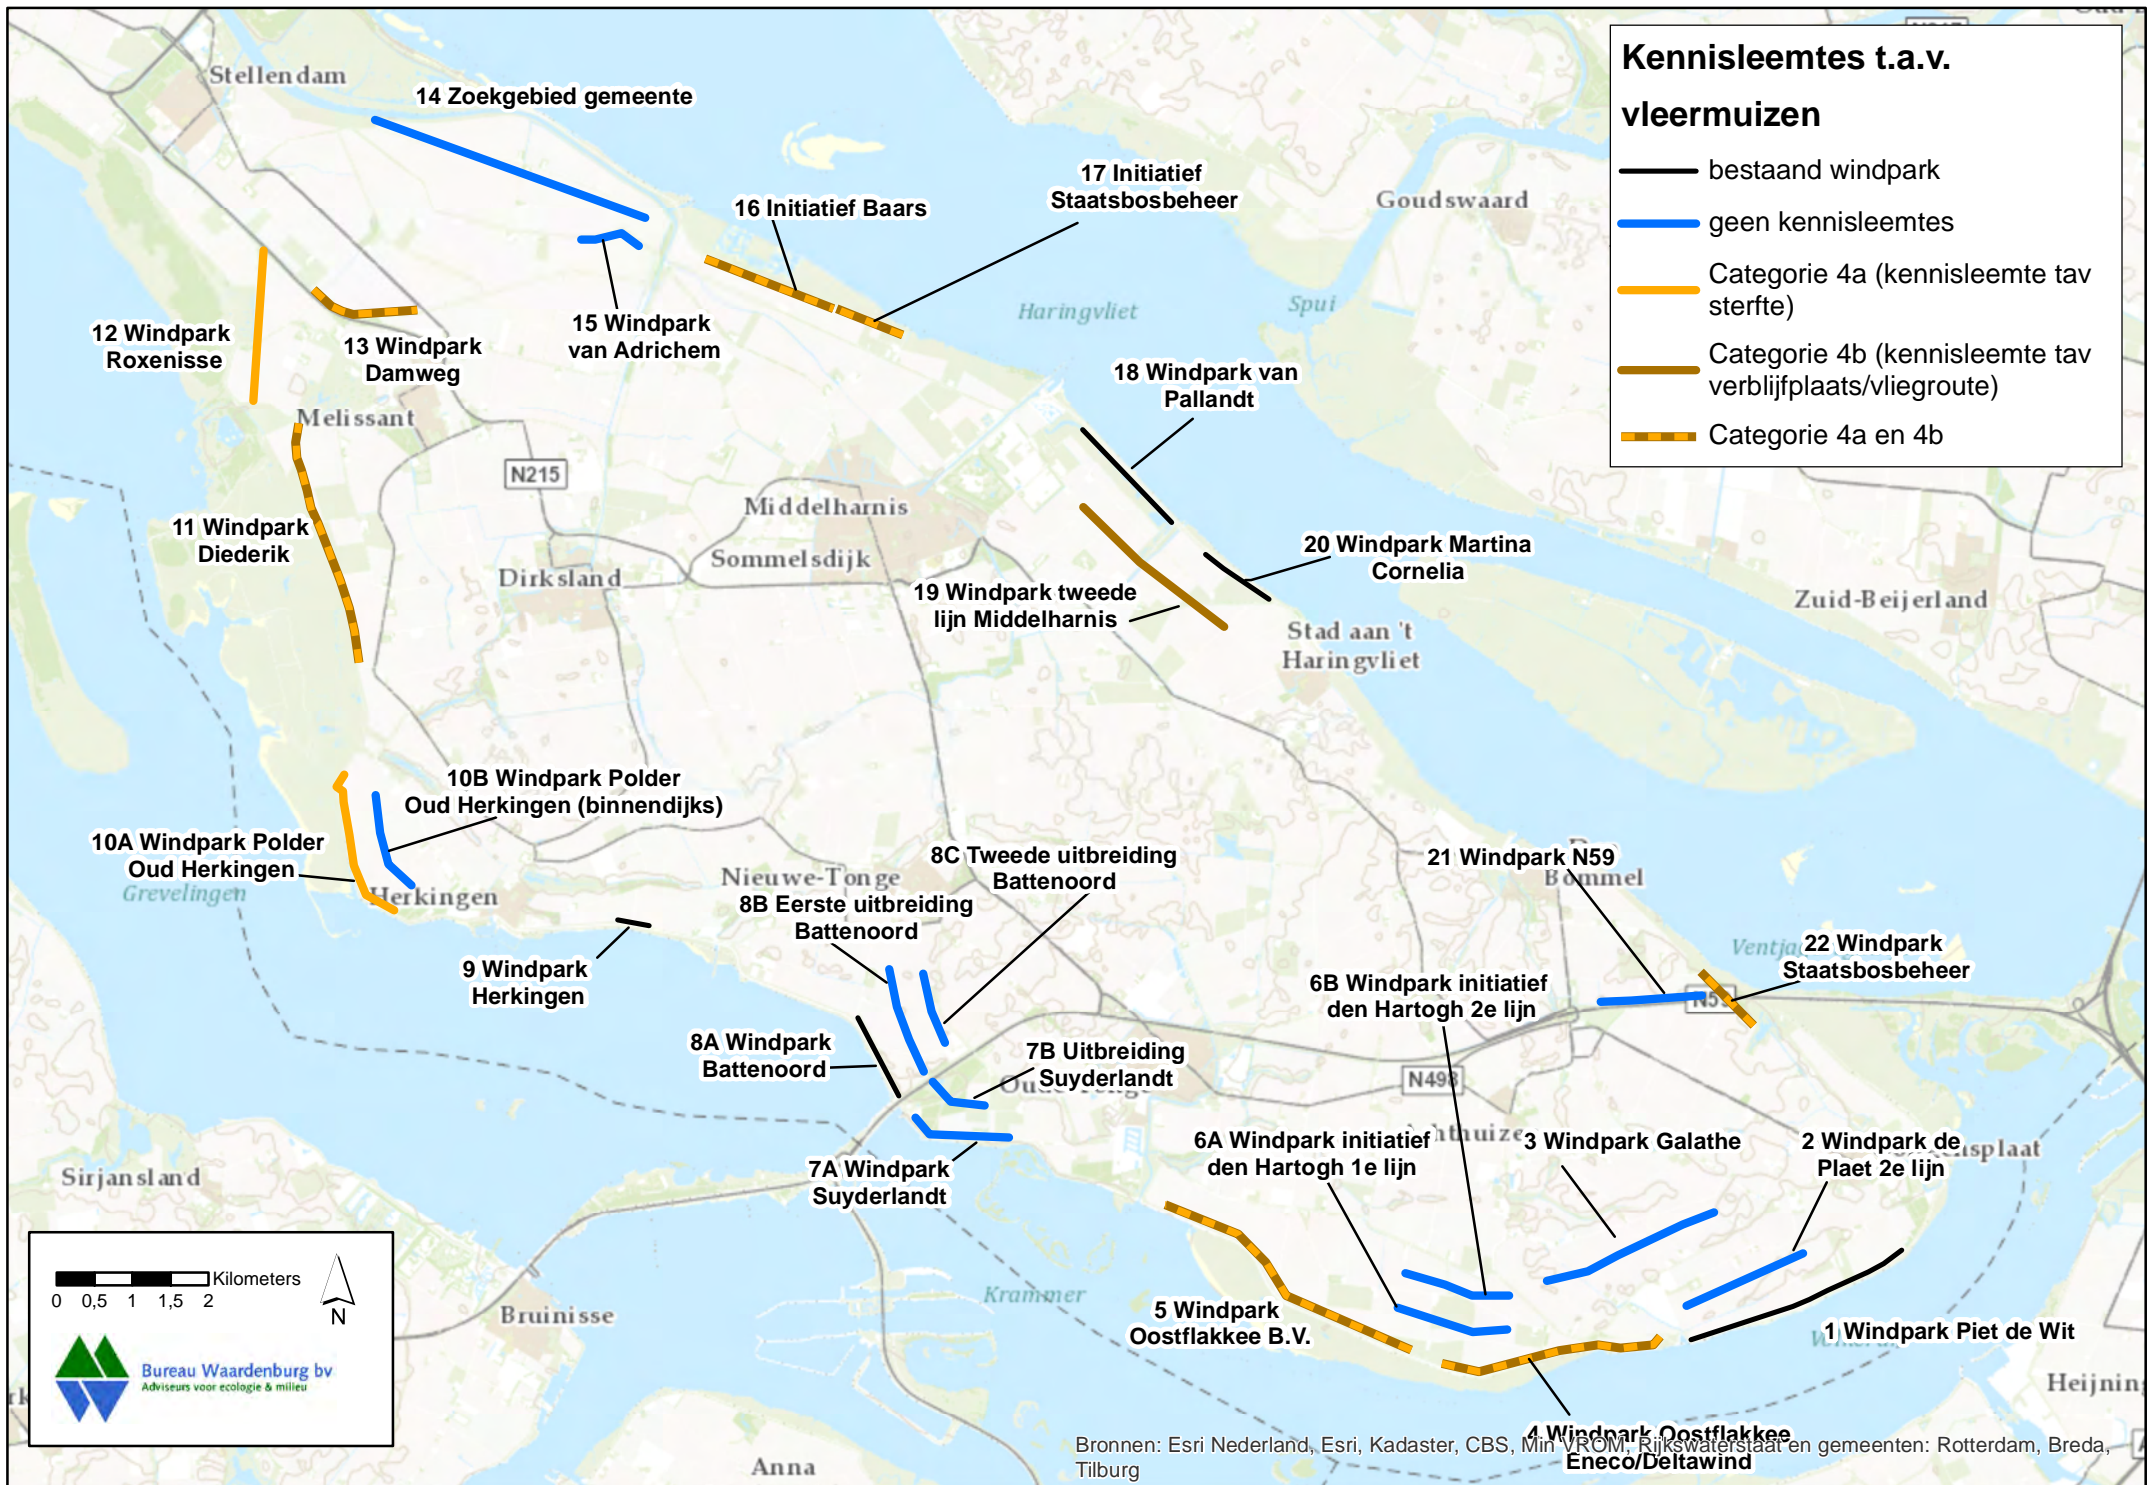 Kennisleemtes t.a.v.
vleermuizen
bestaand windpark
geen kennisleemtes
Categorie 4a (kennisleemte tav
sterfte)
Categorie 4b (kennisleemte tav
verblijfplaats/vliegroute)
Categorie 4a en 4b
Stellendam
14 Zoekgebied gemeente
16 Initiatief Baars
17 Initiatief
Staatsbosbeheer
Goudswaard
Haringvliet
Spui
12 Windpark
Roxenisse
13 Windpark
Damweg
15 Windpark
van Adrichem
18 Windpark van
Pallandt
Melissant
N215
Middelharnis
Sommelsdijk
Dirksland
11 Windpark
Diederik
20 Windpark Martina
Cornelia
19 Windpark tweede
lijn Middelharnis
Stad aan 't
Haringvliet
Zuid-Beijerland
10B Windpark Polder
Oud Herkingen (binnendijks)
10A Windpark Polder
Oud Herkingen
Grevelingen
Herkingen
Nieuwe-Tonge
8C Tweede uitbreiding
Battenoord
8B Eerste uitbreiding
Battenoord
21 Windpark N59
Bommel
9 Windpark
Herkingen
22 Windpark
Staatsbosbeheer
6B Windpark initiatief
den Hartogh 2e lijn
N59
8A Windpark
Battenoord
7B Uitbreiding
Suyderlandt
N498
6A Windpark initiatief
den Hartogh 1e lijn
3 Windpark Galathe
2 Windpark de
Plaet 2e lijn
7A Windpark
Suyderlandt
Sirjansland
Krammer
5 Windpark
Oostflakkee B.V.
1 Windpark Piet de Wit
Bruinisse
Kilometers
0 0,5 1 1,5 2
N
Bureau Waardenburg bv
Adviseurs voor ecologie & milieu
Anna
4 Windpark Oostflakkee
Eneco/Deltawind
Bronnen: Esri Nederland, Esri, Kadaster, CBS, Min VROM, Rijkswaterstaat en gemeenten: Rotterdam, Breda,
Tilburg